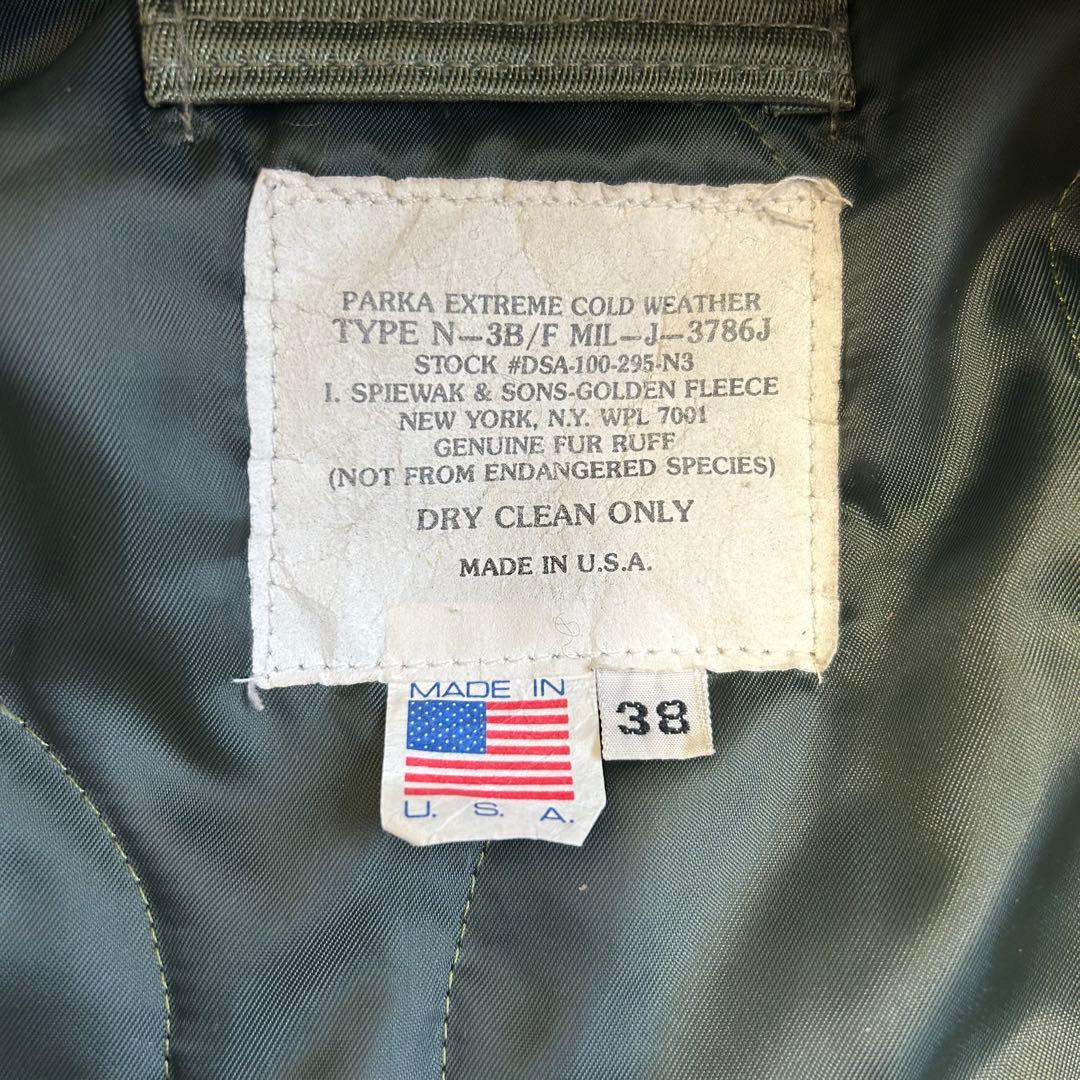 PARKA EXTREME COLD WEATHER
TYPE N-3B/F MIL-J-3786J
STOCK #DSA-100-295-N3
I. SPIEWAK & SONS-GOLDEN FLEECE
NEW YORK, N.Y. WPL 7001
GENUINE FUR RUFF
(NOT FROM ENDANGERED SPECIES)
DRY CLEAN ONLY
MADE IN U.S.A.
MADE IN
U. S. A.
38